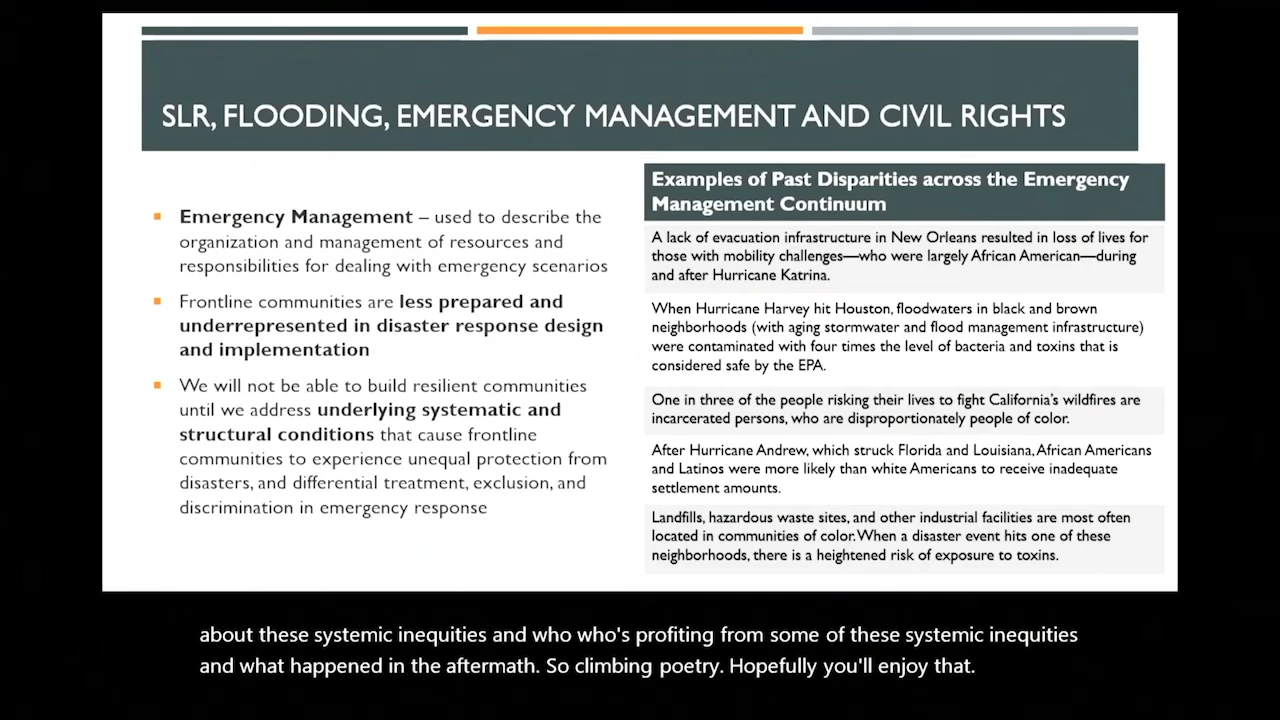 SLR, FLOODING, EMERGENCY MANAGEMENT AND CIVIL RIGHTS
Emergency Management – used to describe the
organization and management of resources and
responsibilities for dealing with emergency scenarios
Frontline communities are less prepared and
underrepresented in disaster response design
and implementation
We will not be able to build resilient communities
until we address underlying systematic and
structural conditions that cause frontline
communities to experience unequal protection from
disasters, and differential treatment, exclusion, and
discrimination in emergency response
Examples of Past Disparities across the Emergency
Management Continuum
A lack of evacuation infrastructure in New Orleans resulted in loss of lives for
those with mobility challenges—who were largely African American—during
and after Hurricane Katrina.
When Hurricane Harvey hit Houston, floodwaters in black and brown
neighborhoods (with aging stormwater and flood management infrastructure)
were contaminated with four times the level of bacteria and toxins that is
considered safe by the EPA.
One in three of the people risking their lives to fight California's wildfires are
incarcerated persons, who are disproportionately people of color.
After Hurricane Andrew, which struck Florida and Louisiana, African Americans
and Latinos were more likely than white Americans to receive inadequate
settlement amounts.
Landfills, hazardous waste sites, and other industrial facilities are most often
located in communities of color. When a disaster event hits one of these
neighborhoods, there is a heightened risk of exposure to toxins.
about these systemic inequities and who who's profiting from some of these systemic inequities
and what happened in the aftermath. So climbing poetry. Hopefully you'll enjoy that.